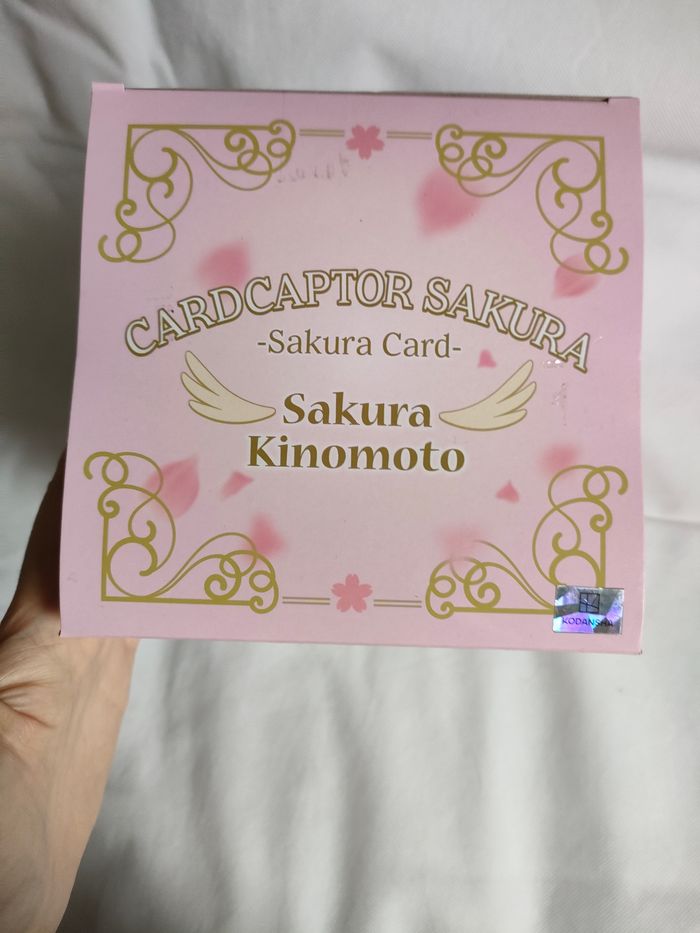 CARDCAPTOR SAKURA
-Sakura Card-
Sakura
Kinomoto
KODANSHA